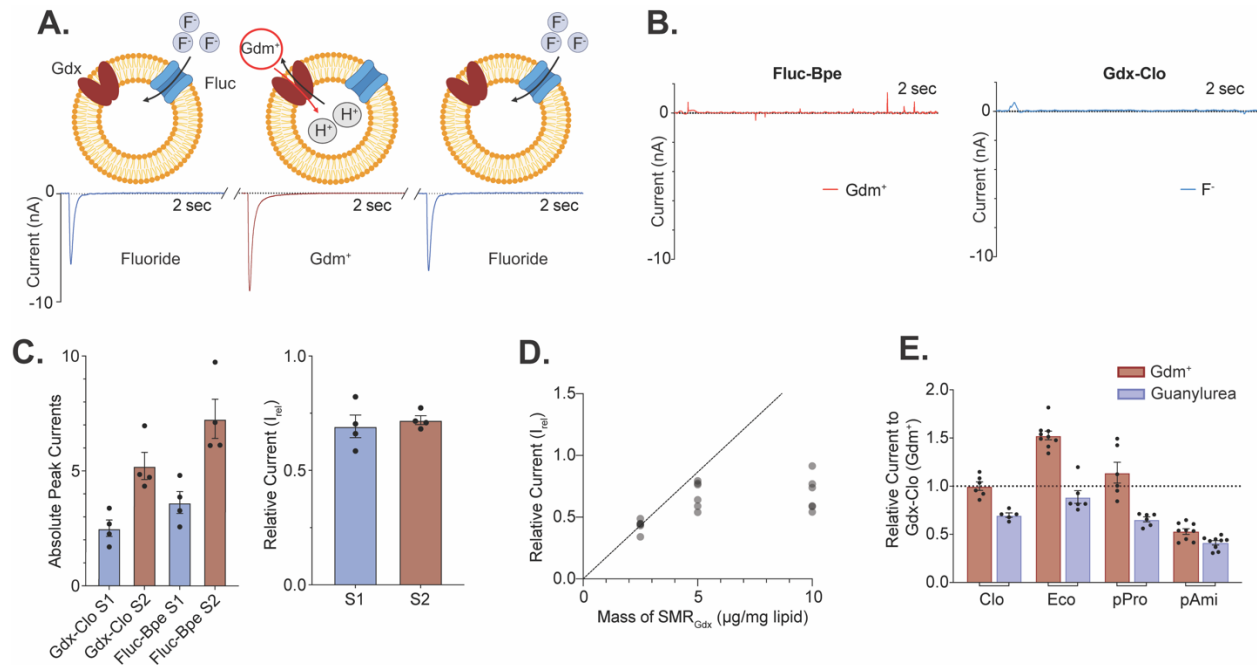 A.
F⁻
F⁻ F⁻
Gdx
Fluc
Gdm⁺
H⁺
H⁺
F⁻
F⁻ F⁻
0
-10
Current (nA)
2 sec
Fluoride
2 sec
Gdm⁺
2 sec
Fluoride
B.
Fluc-Bpe
2 sec
0
-10
Current (nA)
Gdm⁺
Gdx-Clo
2 sec
0
-10
Current (nA)
F⁻
C.
Absolute Peak Currents
10
5
0
Gdx-Clo S1
Gdx-Clo S2
Fluc-Bpe S1
Fluc-Bpe S2
Relative Current (Irel)
1.0
0.5
0.0
S1
S2
D.
Relative Current (Irel)
1.5
1.0
0.5
0.0
0
5
10
Mass of SMRGdx (µg/mg lipid)
E.
Gdm⁺
Guanylurea
Relative Current to
Gdx-Clo (Gdm⁺)
2.0
1.5
1.0
0.5
0.0
Clo
Eco
pPro
pAmi